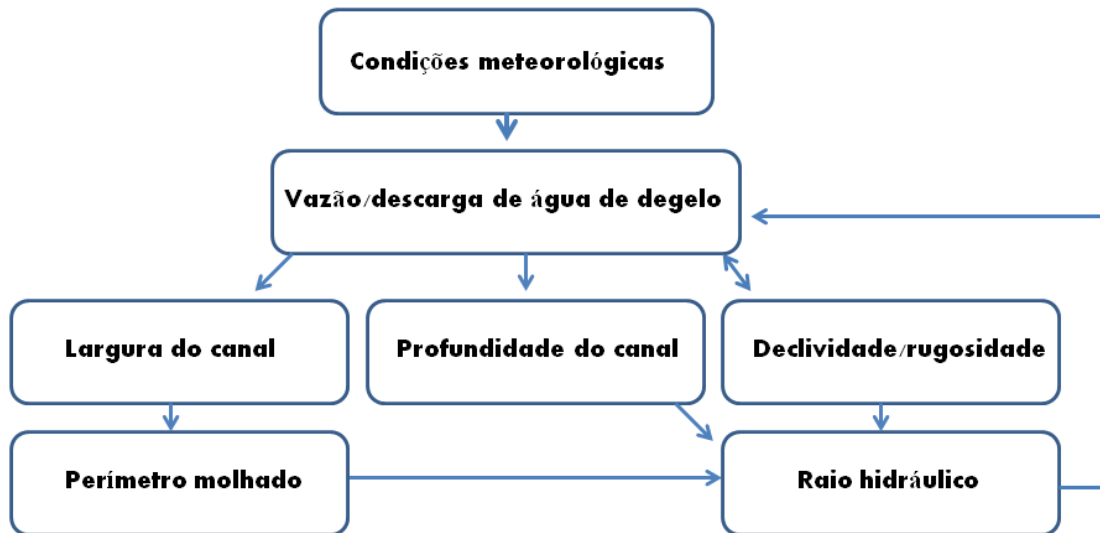 Condições meteorológicas
Vazão/descarga de água de degelo
Largura do canal
Profundidade do canal
Declividade/rugosidade
Perímetro molhado
Raio hidráulico